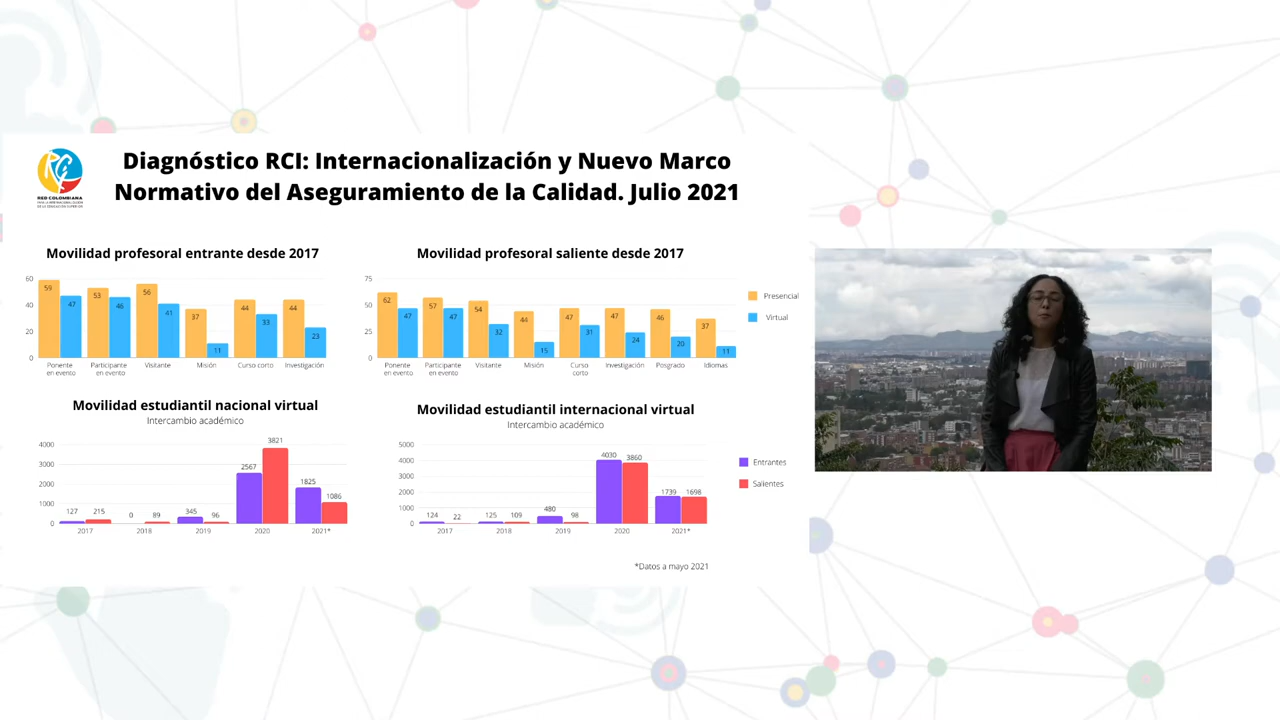 Diagnóstico RCI: Internacionalización y Nuevo Marco
Normativo del Aseguramiento de la Calidad. Julio 2021
RED COLOMBIANA
Movilidad profesoral entrante desde 2017
60
40
20
0
59
47
53
46
56
41
37
11
44
33
44
23
Ponente
en evento
Participante
en evento
Visitante
Misión
Curso corto
Investigación
Movilidad profesoral saliente desde 2017
75
50
25
0
62
47
57
47
54
32
44
15
47
31
47
24
46
20
37
11
Ponente
en evento
Participante
en evento
Visitante
Misión
Curso
corto
Investigación
Posgrado
Idiomas
Presencial
Virtual
Movilidad estudiantil nacional virtual
Intercambio académico
4000
3000
2000
1000
0
127
215
0
89
345
96
2567
3821
1825
1086
2017
2018
2019
2020
2021*
Movilidad estudiantil internacional virtual
Intercambio académico
5000
4000
3000
2000
1000
0
124
22
125
109
480
98
4030
3860
1739
1698
2017
2018
2019
2020
2021*
Entrantes
Salientes
*Datos a mayo 2021